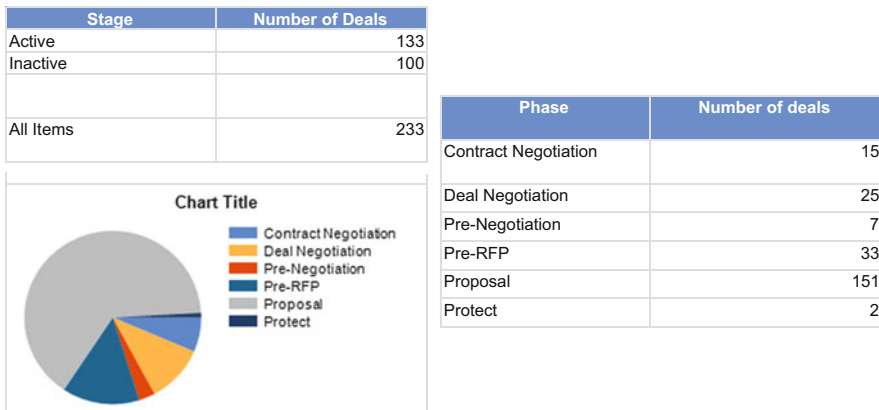 Stage Number of Deals
Active 133
Inactive 100
All Items 233
Chart Title
Contract Negotiation
Deal Negotiation
Pre-Negotiation
Pre-RFP
Proposal
Protect
Phase Number of deals
Contract Negotiation 15
Deal Negotiation 25
Pre-Negotiation 7
Pre-RFP 33
Proposal 151
Protect 2